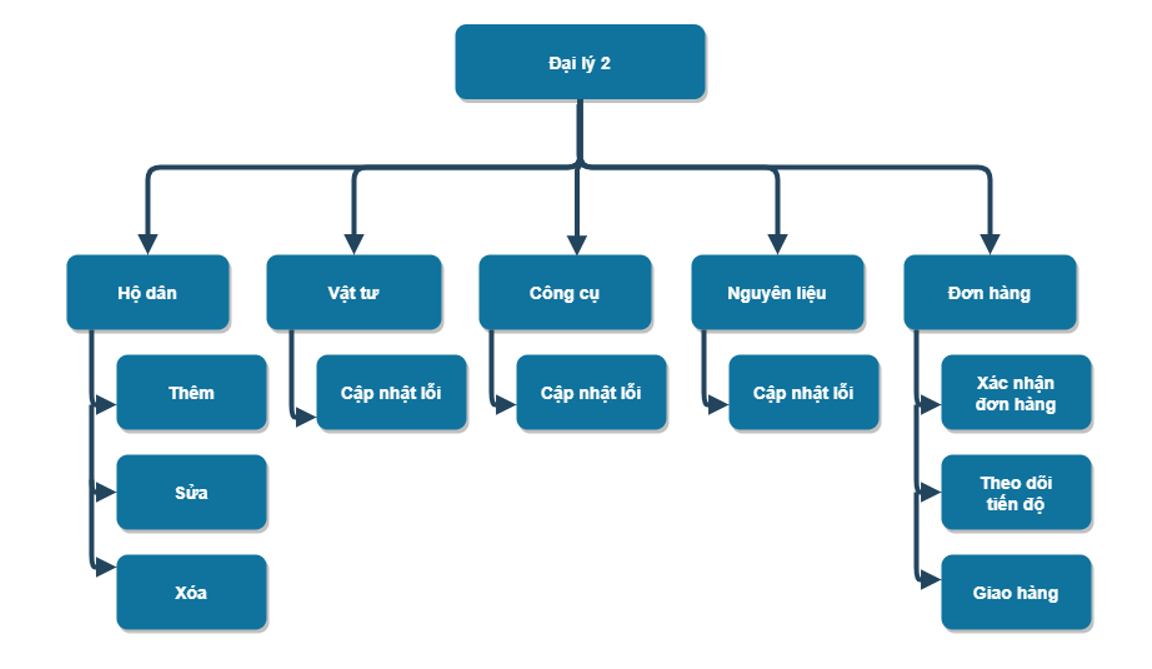 Đại lý 2
Hộ dân
Vật tư
Công cụ
Nguyên liệu
Đơn hàng
Thêm
Cập nhật lỗi
Cập nhật lỗi
Cập nhật lỗi
Xác nhận
đơn hàng
Sửa
Theo dõi
tiến độ
Xóa
Giao hàng